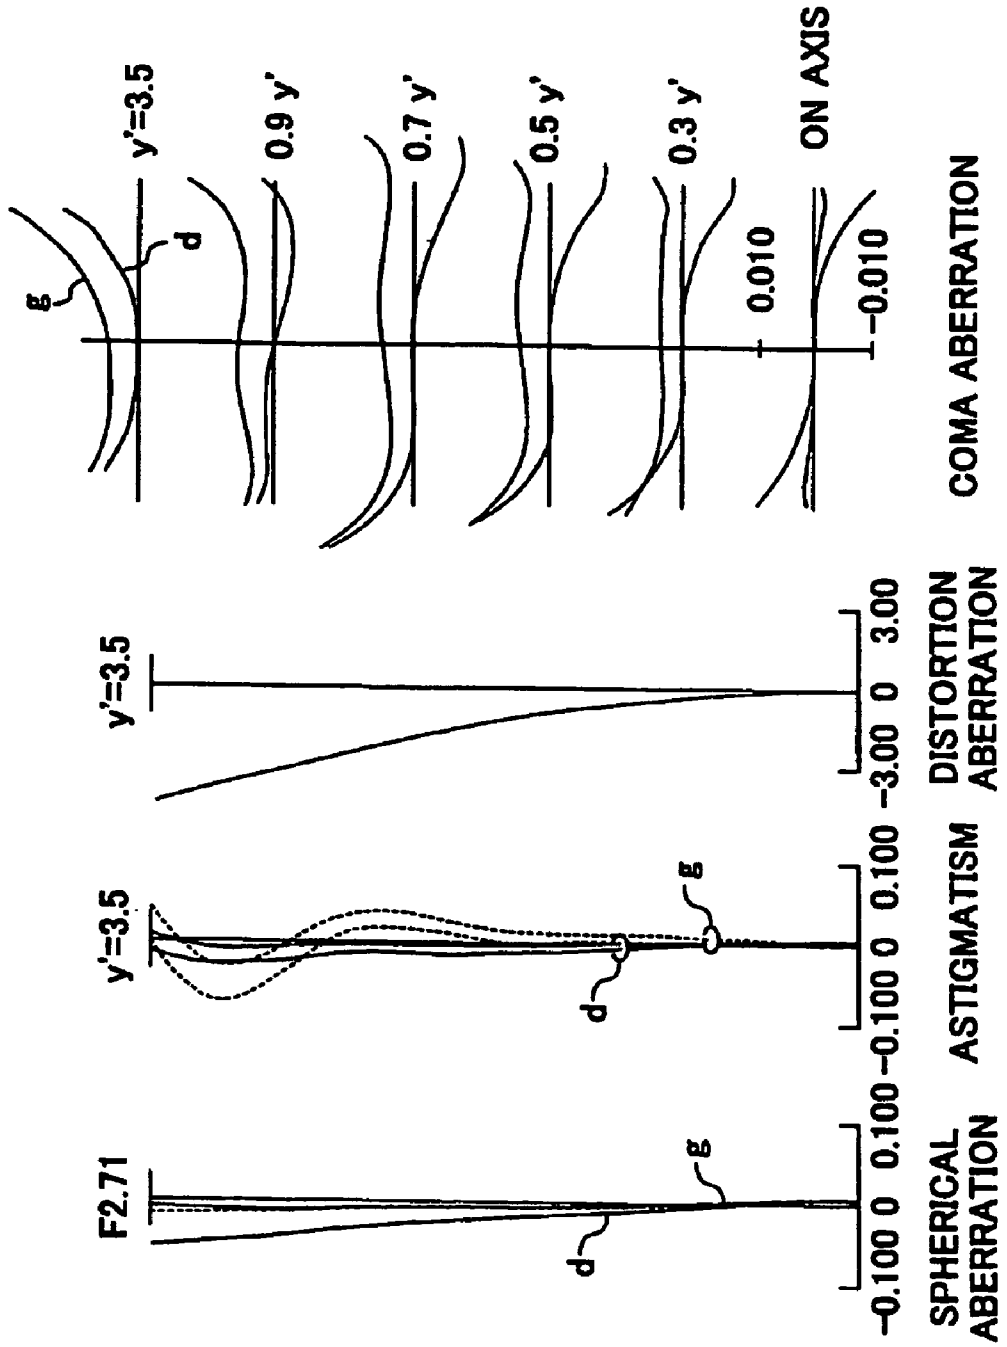 F2.71
d
g
-0.100 0 0.100
SPHERICAL
ABERRATION
y'=3.5
d
g
-0.100 0 0.100
ASTIGMATISM
y'=3.5
-3.00 0 3.00
DISTORTION
ABERRATION
g
d
y'=3.5
0.9 y'
0.7 y'
0.5 y'
0.3 y'
0.010
ON AXIS
-0.010
COMA ABERRATION